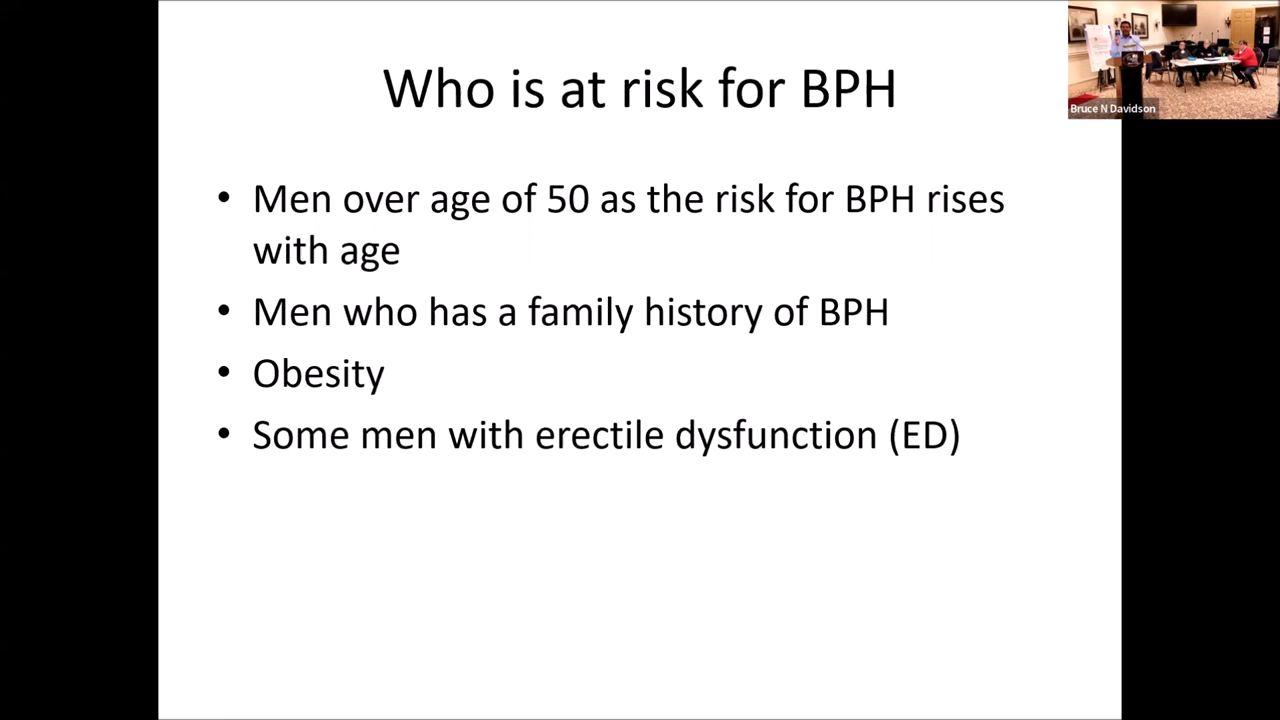 Who is at risk for BPH
• Men over age of 50 as the risk for BPH rises
with age
• Men who has a family history of BPH
• Obesity
• Some men with erectile dysfunction (ED)
Bruce N Davidson